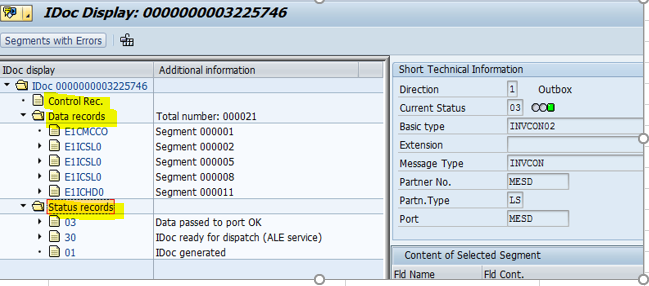 IDoc Display: 0000000003225746
Segments with Errors
IDoc display Additional information
IDoc 0000000003225746
Control Rec.
Data records Total number: 000021
E1CMCCO Segment 000001
E1ICSL0 Segment 000002
E1ICSL0 Segment 000005
E1ICSL0 Segment 000008
E1ICHD0 Segment 000011
Status records
03 Data passed to port OK
30 IDoc ready for dispatch (ALE service)
01 IDoc generated
Short Technical Information
Direction 1 Outbox
Current Status 03
Basic type INVCON02
Extension
Message Type INVCON
Partner No. MESD
Partn.Type LS
Port MESD
Content of Selected Segment
Fld Name Fld Cont.